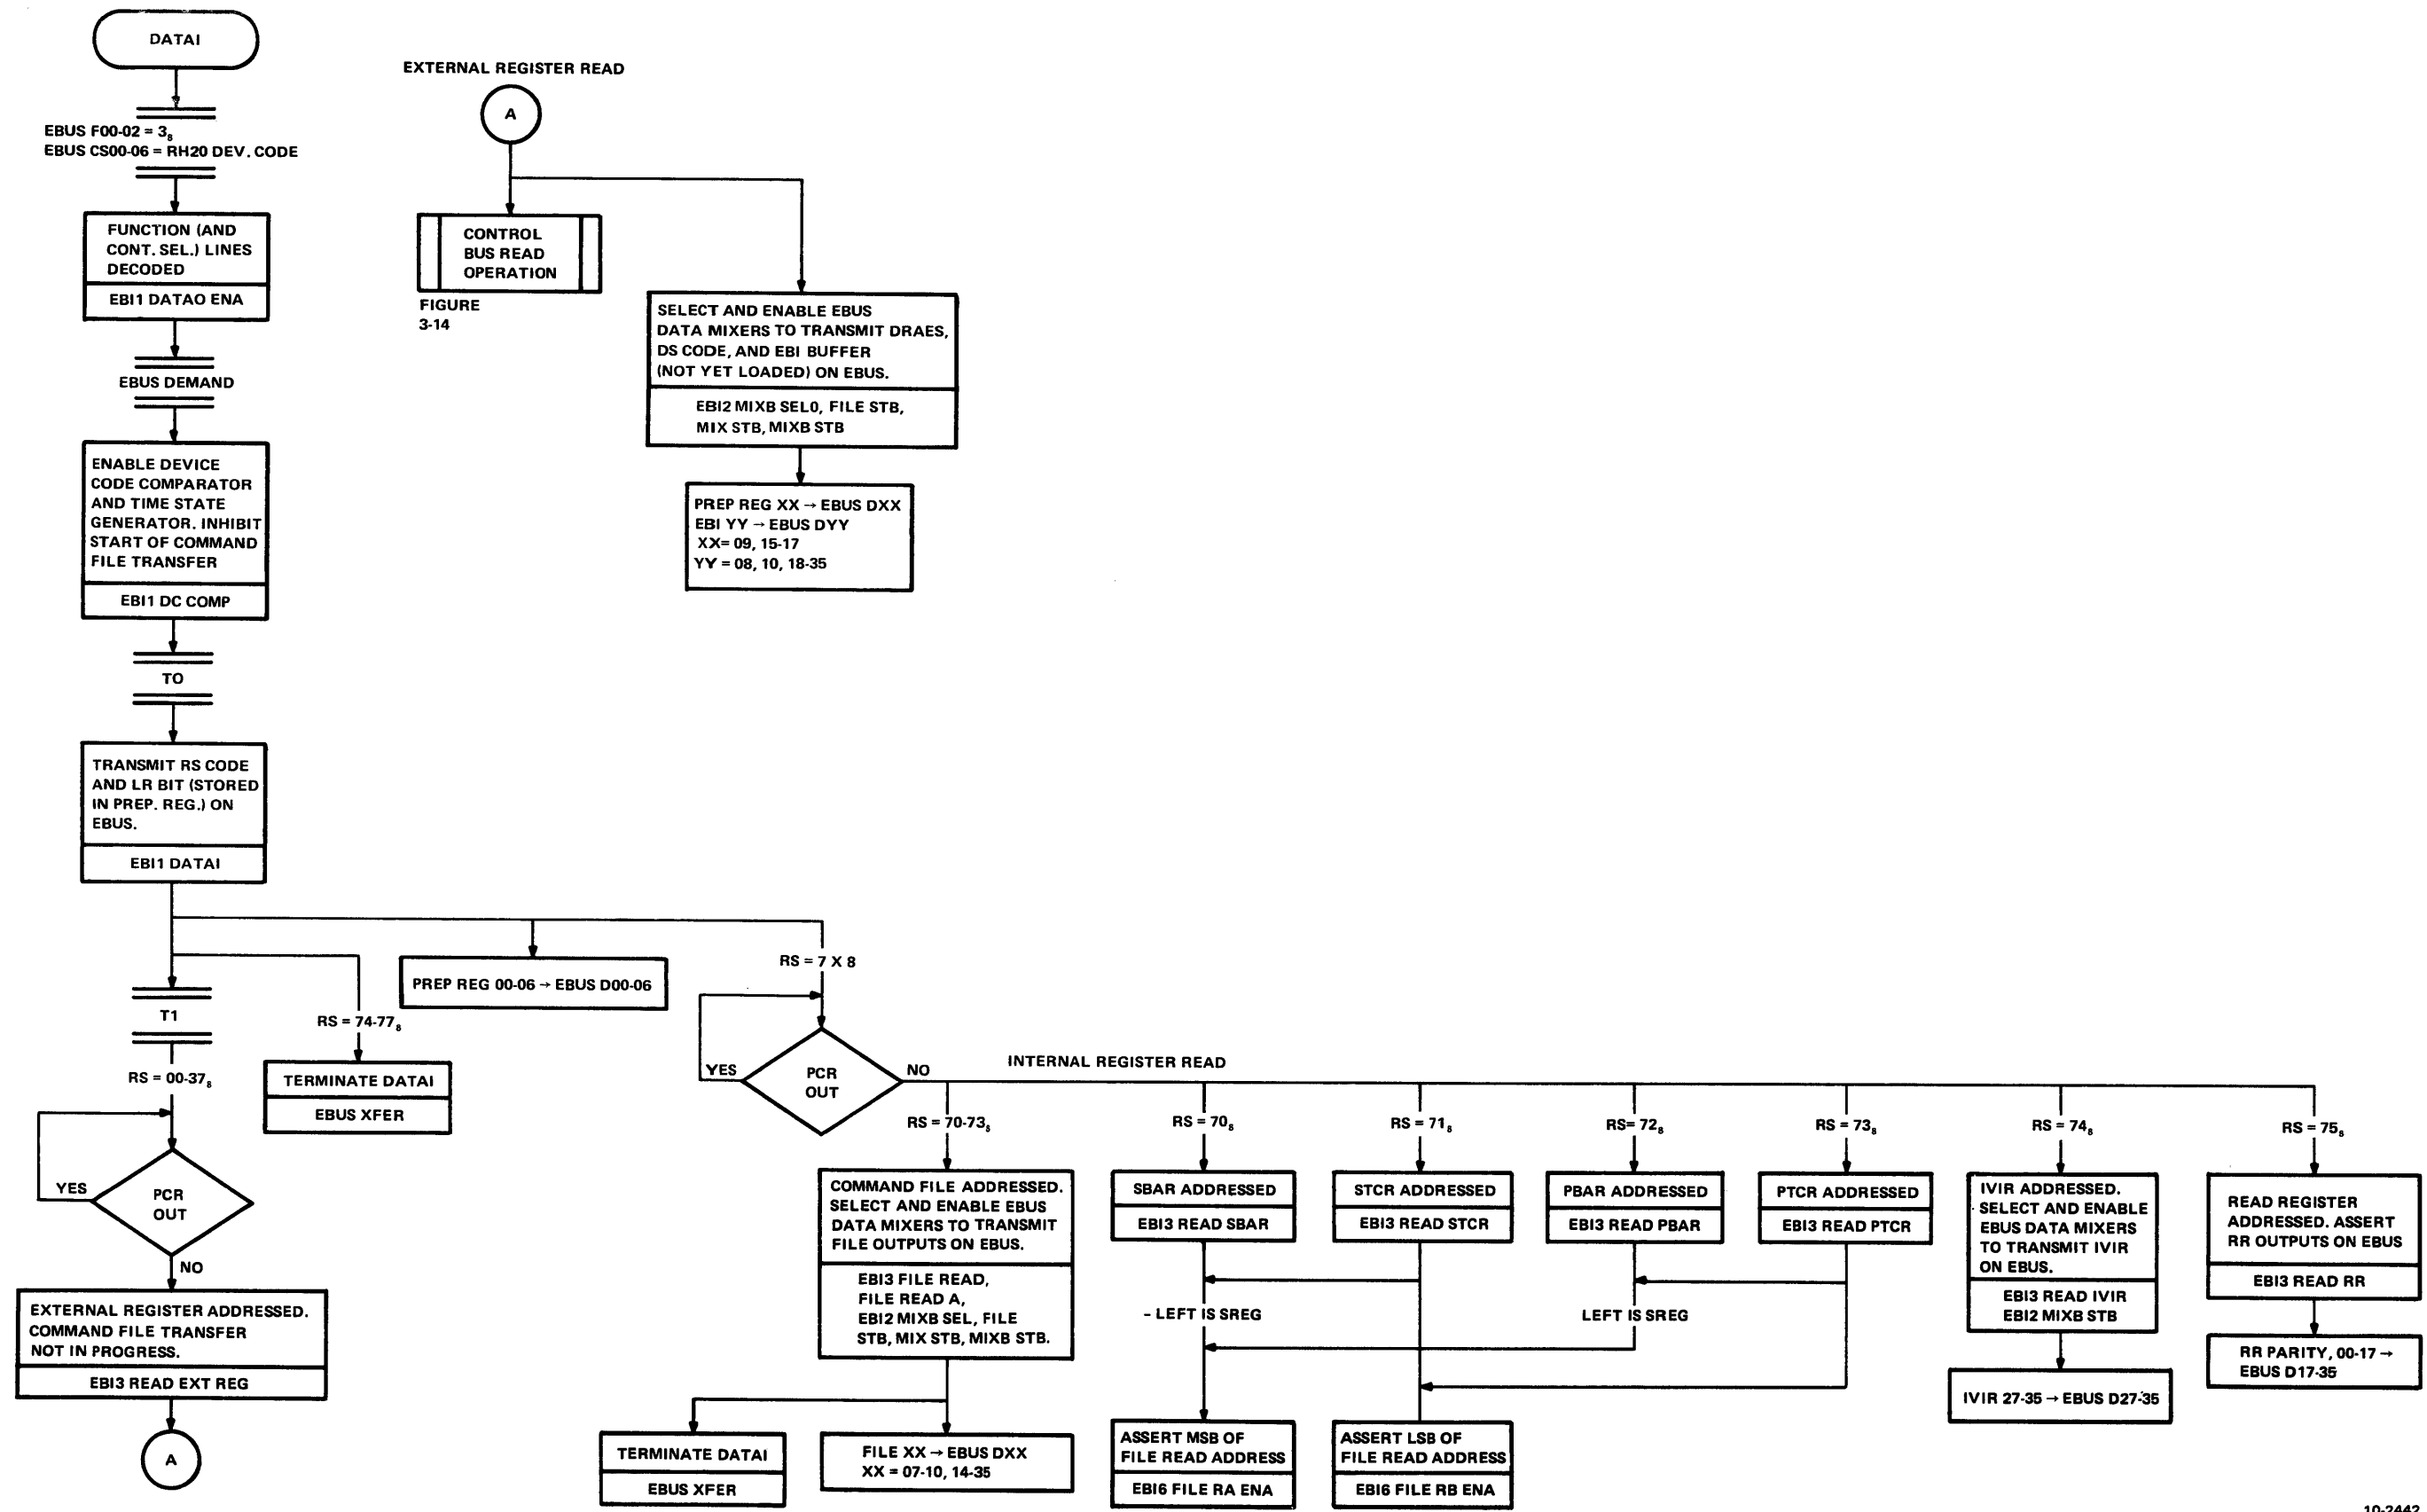 DATAI
EBUS F00-02 = 3₈
EBUS CS00-06 = RH20 DEV. CODE
FUNCTION (AND
CONT. SEL.) LINES
DECODED
EBI1 DATAO ENA
EBUS DEMAND
ENABLE DEVICE
CODE COMPARATOR
AND TIME STATE
GENERATOR. INHIBIT
START OF COMMAND
FILE TRANSFER
EBI1 DC COMP
TO
TRANSMIT RS CODE
AND LR BIT (STORED
IN PREP. REG.) ON
EBUS.
EBI1 DATAI
EXTERNAL REGISTER READ
A
CONTROL
BUS READ
OPERATION
FIGURE
3-14
SELECT AND ENABLE EBUS
DATA MIXERS TO TRANSMIT DRAES,
DS CODE, AND EBI BUFFER
(NOT YET LOADED) ON EBUS.
EBI2 MIXB SEL0, FILE STB,
MIX STB, MIXB STB
PREP REG XX → EBUS DXX
EBI YY → EBUS DYY
XX= 09, 15-17
YY = 08, 10, 18-35
T1
RS = 00-37₈
YES
PCR
OUT
NO
EXTERNAL REGISTER ADDRESSED.
COMMAND FILE TRANSFER
NOT IN PROGRESS.
EBI3 READ EXT REG
A
RS = 74-77₈
TERMINATE DATAI
EBUS XFER
PREP REG 00-06 → EBUS D00-06
RS = 7 X 8
YES
PCR
OUT
NO
INTERNAL REGISTER READ
RS = 70-73₈
COMMAND FILE ADDRESSED.
SELECT AND ENABLE EBUS
DATA MIXERS TO TRANSMIT
FILE OUTPUTS ON EBUS.
EBI3 FILE READ,
FILE READ A,
EBI2 MIXB SEL, FILE
STB, MIX STB, MIXB STB.
TERMINATE DATAI
EBUS XFER
FILE XX → EBUS DXX
XX = 07-10, 14-35
RS = 70₈
SBAR ADDRESSED
EBI3 READ SBAR
– LEFT IS SREG
ASSERT MSB OF
FILE READ ADDRESS
EBI6 FILE RA ENA
RS = 71₈
STCR ADDRESSED
EBI3 READ STCR
ASSERT LSB OF
FILE READ ADDRESS
EBI6 FILE RB ENA
RS= 72₈
PBAR ADDRESSED
EBI3 READ PBAR
LEFT IS SREG
RS = 73₈
PTCR ADDRESSED
EBI3 READ PTCR
RS = 74₈
IVIR ADDRESSED.
SELECT AND ENABLE
EBUS DATA MIXERS
TO TRANSMIT IVIR
ON EBUS.
EBI3 READ IVIR
EBI2 MIXB STB
IVIR 27-35 → EBUS D27-35
RS = 75₈
READ REGISTER
ADDRESSED. ASSERT
RR OUTPUTS ON EBUS
EBI3 READ RR
RR PARITY, 00-17 →
EBUS D17-35
10-2442